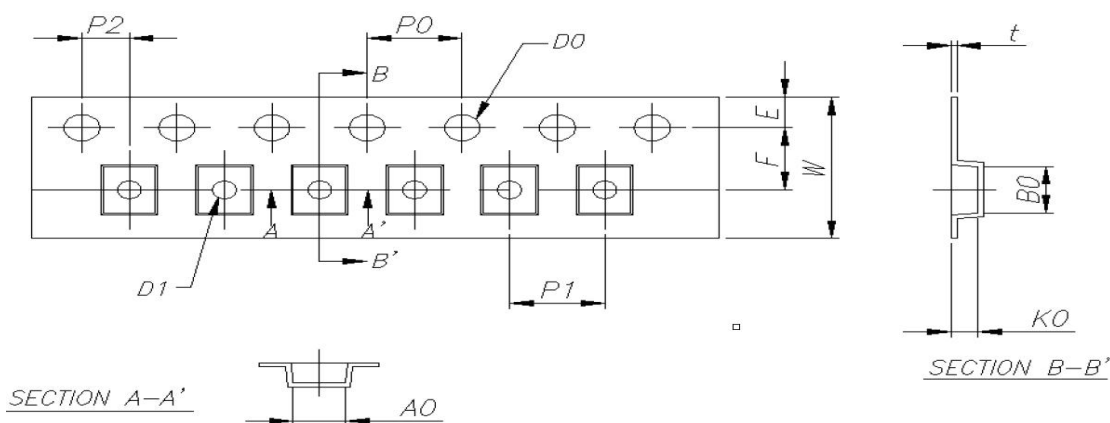 P2
P0
D0
t
B
E
F
W
B0
A
A'
B'
D1
P1
K0
SECTION B-B'
SECTION A-A'
A0